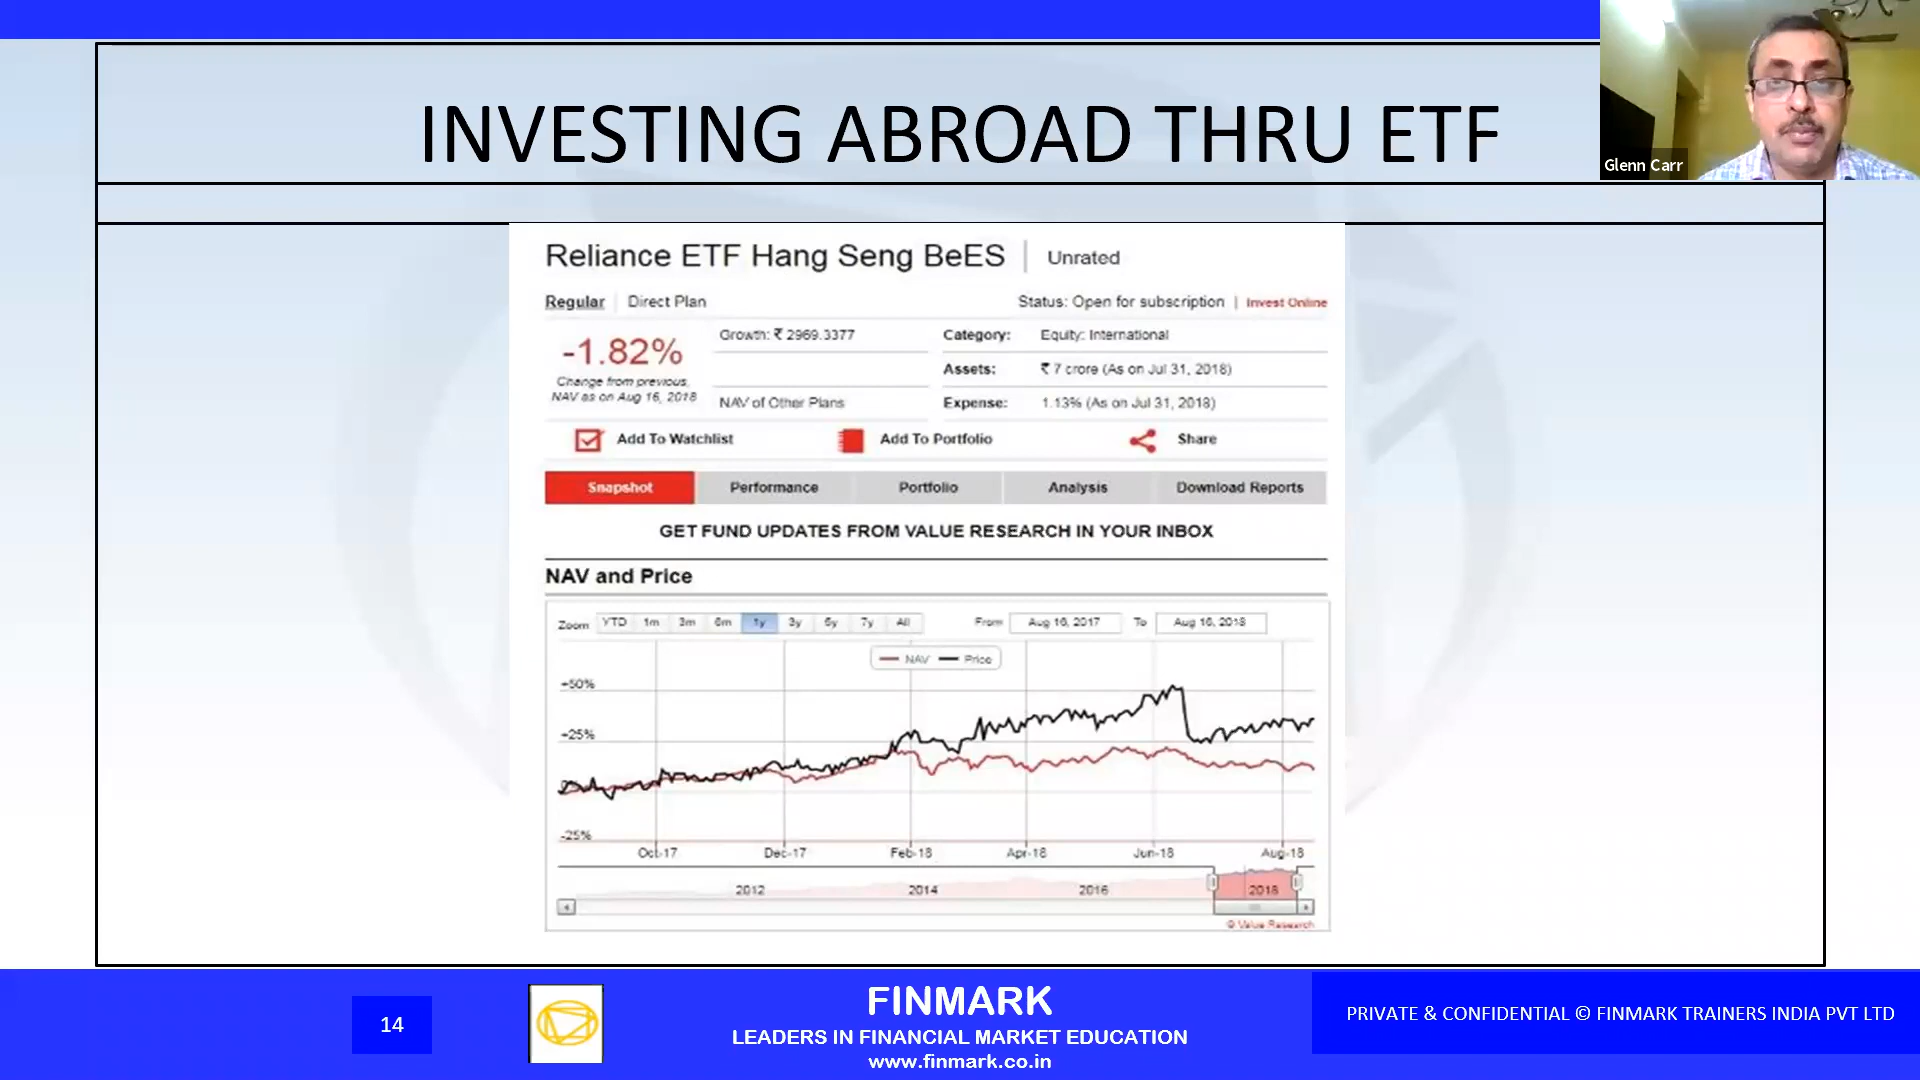 INVESTING ABROAD THRU ETF
Glenn Carr
Reliance ETF Hang Seng BeES | Unrated
Regular | Direct Plan
Status: Open for subscription | Invest Online
-1.82%
Change from previous,
NAV as on Aug 16, 2018
Growth: ₹ 2969.3377
NAV of Other Plans
Category: Equity: International
Assets: ₹ 7 crore (As on Jul 31, 2018)
Expense: 1.13% (As on Jul 31, 2018)
Add To Watchlist
Add To Portfolio
Share
Snapshot Performance Portfolio Analysis Download Reports
GET FUND UPDATES FROM VALUE RESEARCH IN YOUR INBOX
NAV and Price
Zoom YTD 1m 3m 6m 1y 3y 5y 7y All From Aug 16, 2017 To Aug 16, 2018
NAV Price
+50%
+25%
-25%
Oct-17 Dec-17 Feb-18 Apr-18 Jun-18 Aug-18
2012 2014 2016 2018
© Value Research
14
FINMARK
LEADERS IN FINANCIAL MARKET EDUCATION
www.finmark.co.in
PRIVATE & CONFIDENTIAL © FINMARK TRAINERS INDIA PVT LTD